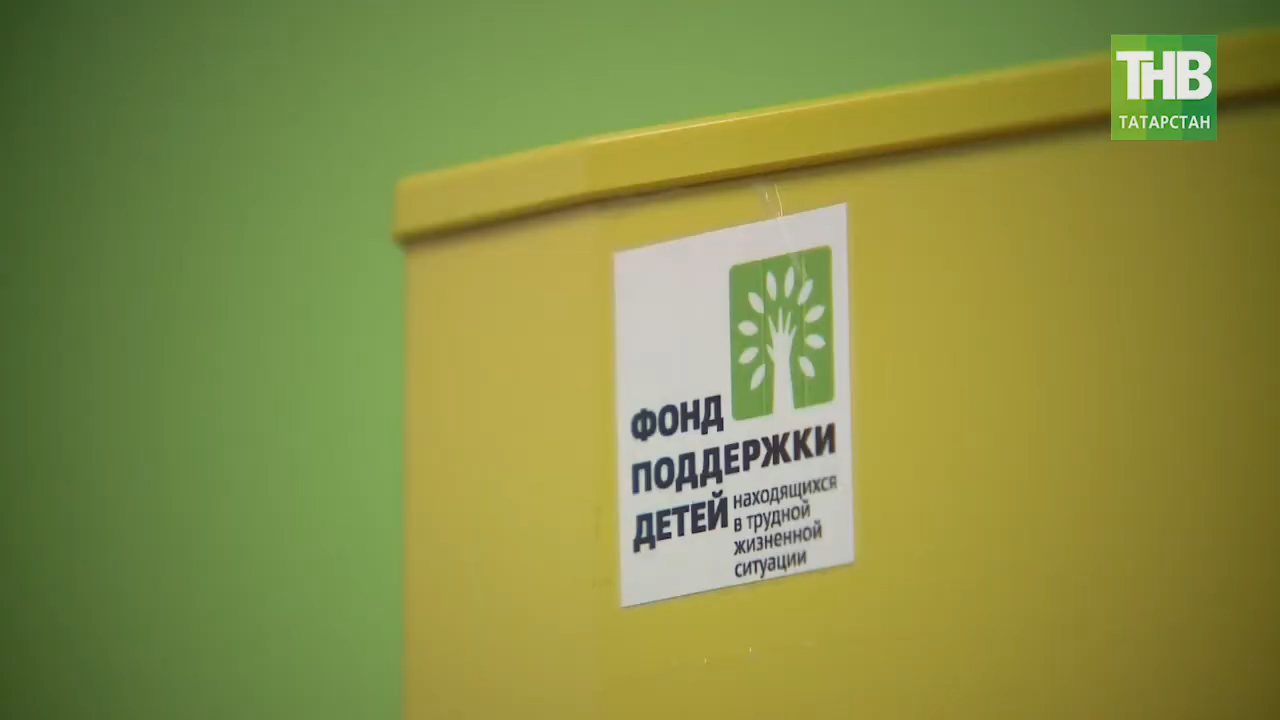 ТНВ
ТАТАРСТАН
ФОНД
ПОДДЕРЖКИ
ДЕТЕЙ
находящихся
в трудной
жизненной
ситуации